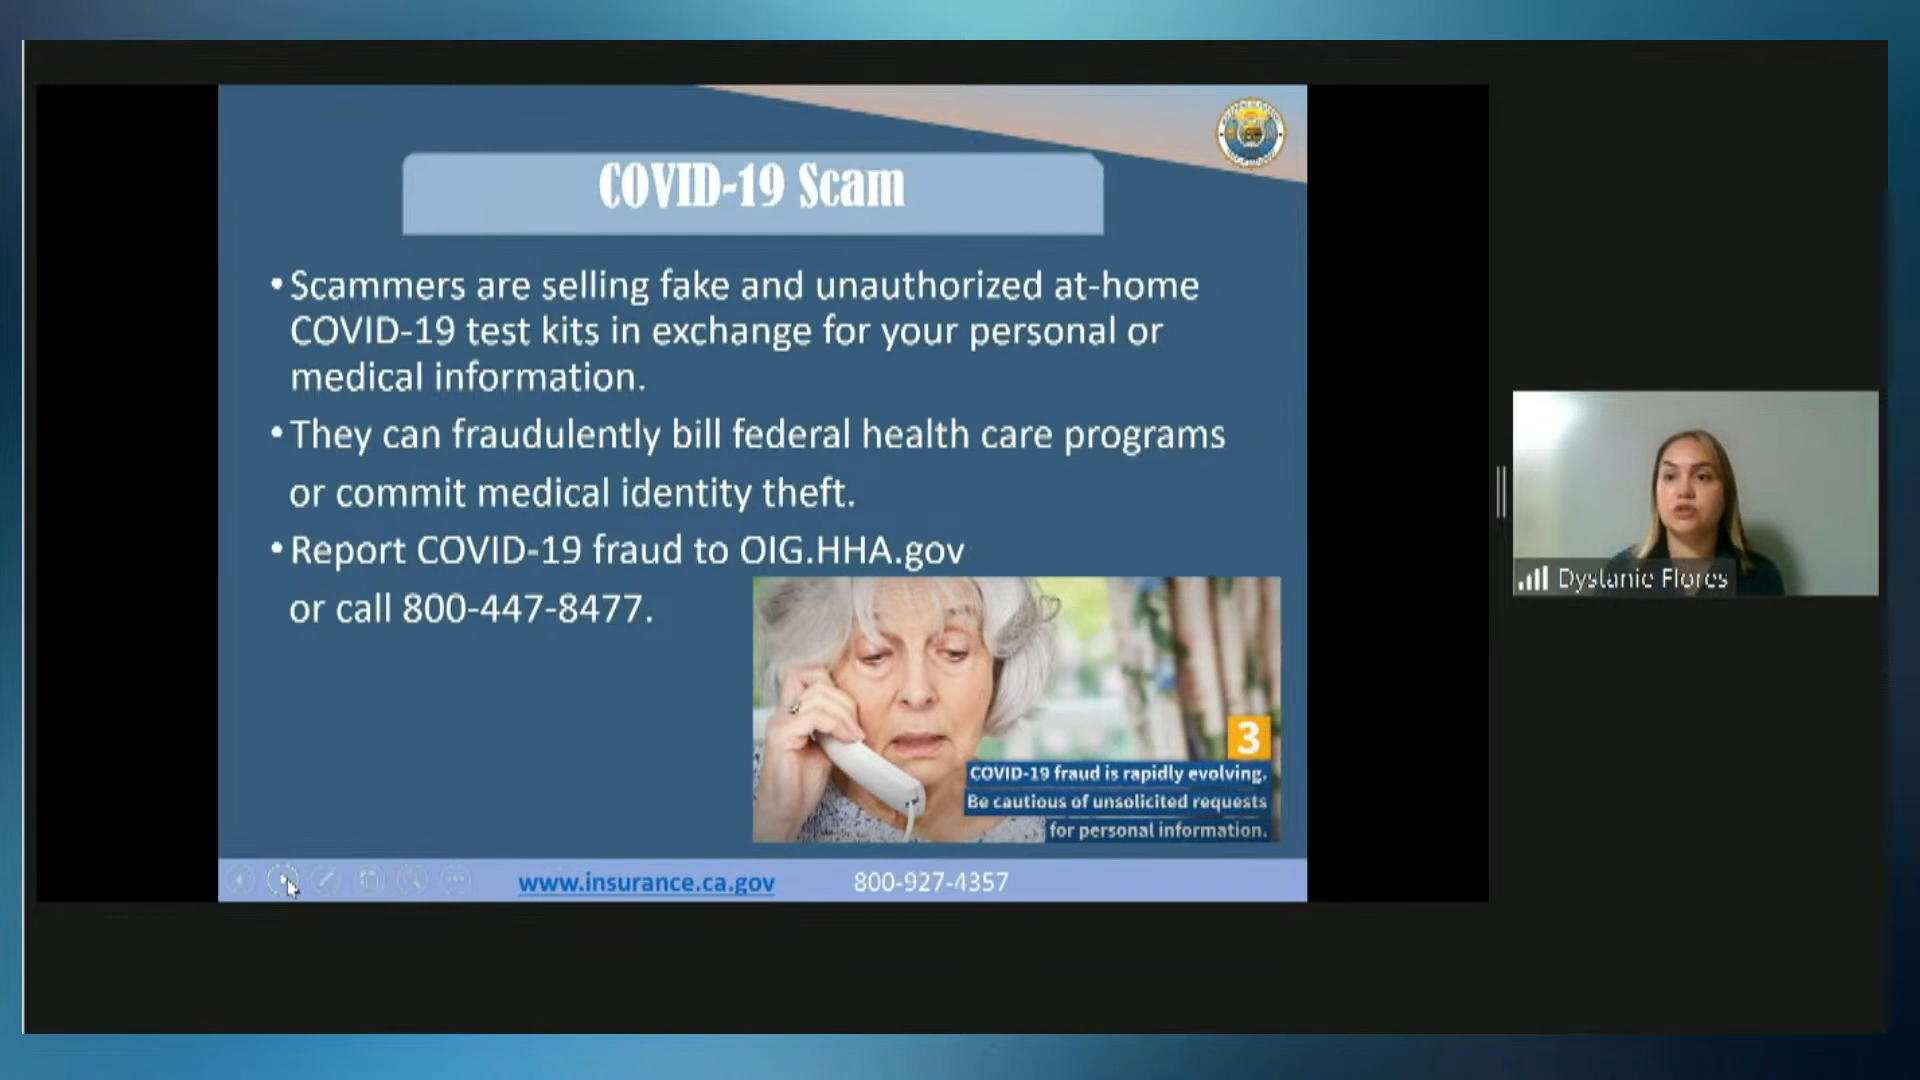 COVID-19 Scam
• Scammers are selling fake and unauthorized at-home
COVID-19 test kits in exchange for your personal or
medical information.
• They can fraudulently bill federal health care programs
or commit medical identity theft.
• Report COVID-19 fraud to OIG.HHA.gov
or call 800-447-8477.
3
COVID-19 fraud is rapidly evolving.
Be cautious of unsolicited requests
for personal information.
www.insurance.ca.gov 800-927-4357
Dystanie Flores